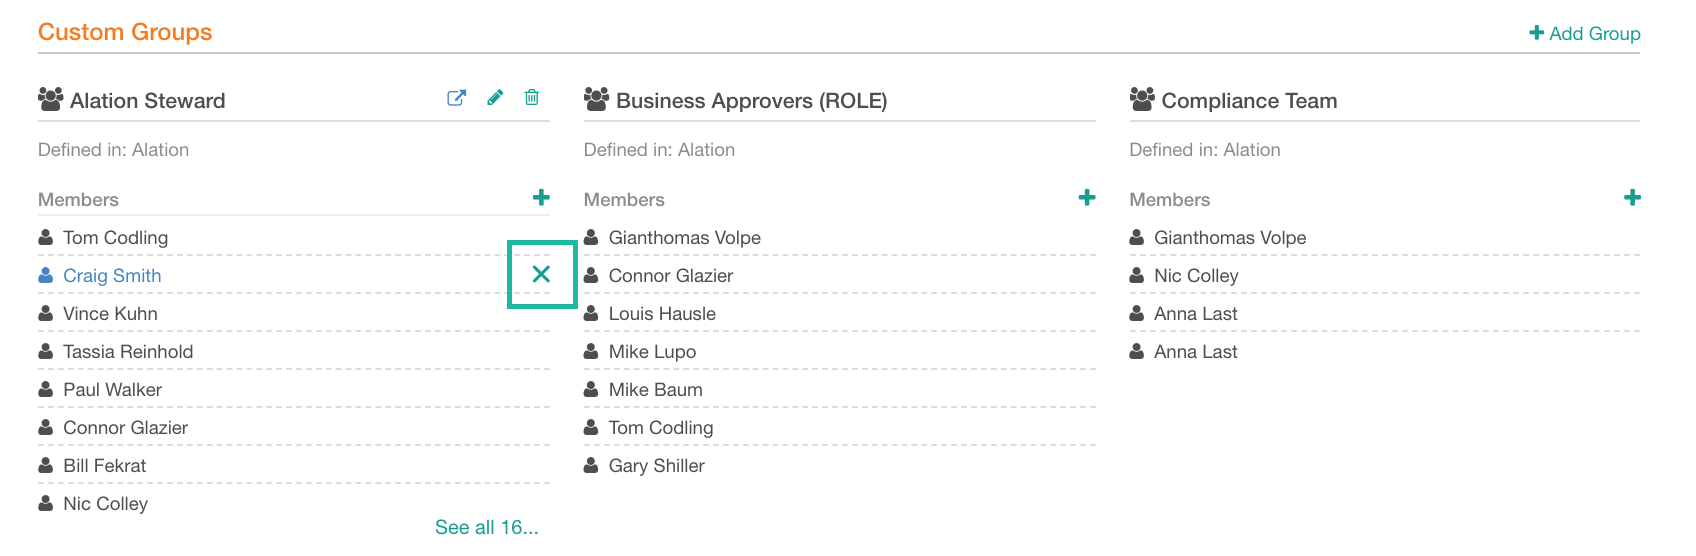 Custom Groups
Add Group
Alation Steward
Defined in: Alation
Members
Tom Codling
Craig Smith
Vince Kuhn
Tassia Reinhold
Paul Walker
Connor Glazier
Bill Fekrat
Nic Colley
See all 16...
Business Approvers (ROLE)
Defined in: Alation
Members
Gianthomas Volpe
Connor Glazier
Louis Hausle
Mike Lupo
Mike Baum
Tom Codling
Gary Shiller
Compliance Team
Defined in: Alation
Members
Gianthomas Volpe
Nic Colley
Anna Last
Anna Last